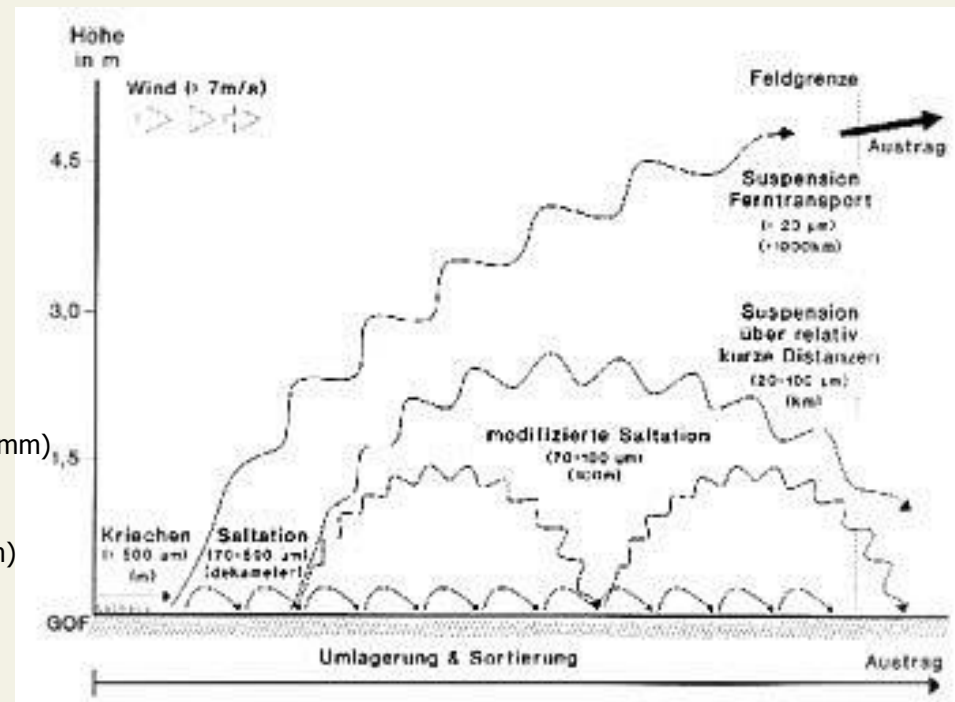 Höhe
in m
Wind (> 7m/s)
Feldgrenze
Austrag
4,5
Suspension
Ferntransport
(< 20 µm)
(>1000km)
3,0
Suspension
über relativ
kurze Distanzen
(20-100 µm)
(km)
mm)
1,5
modifizierte Saltation
(70-100 µm)
(100m)
Kriechen
(> 500 µm)
(m)
Saltation
(70-500 µm)
(dekameter)
GOF
Umlagerung & Sortierung
Austrag